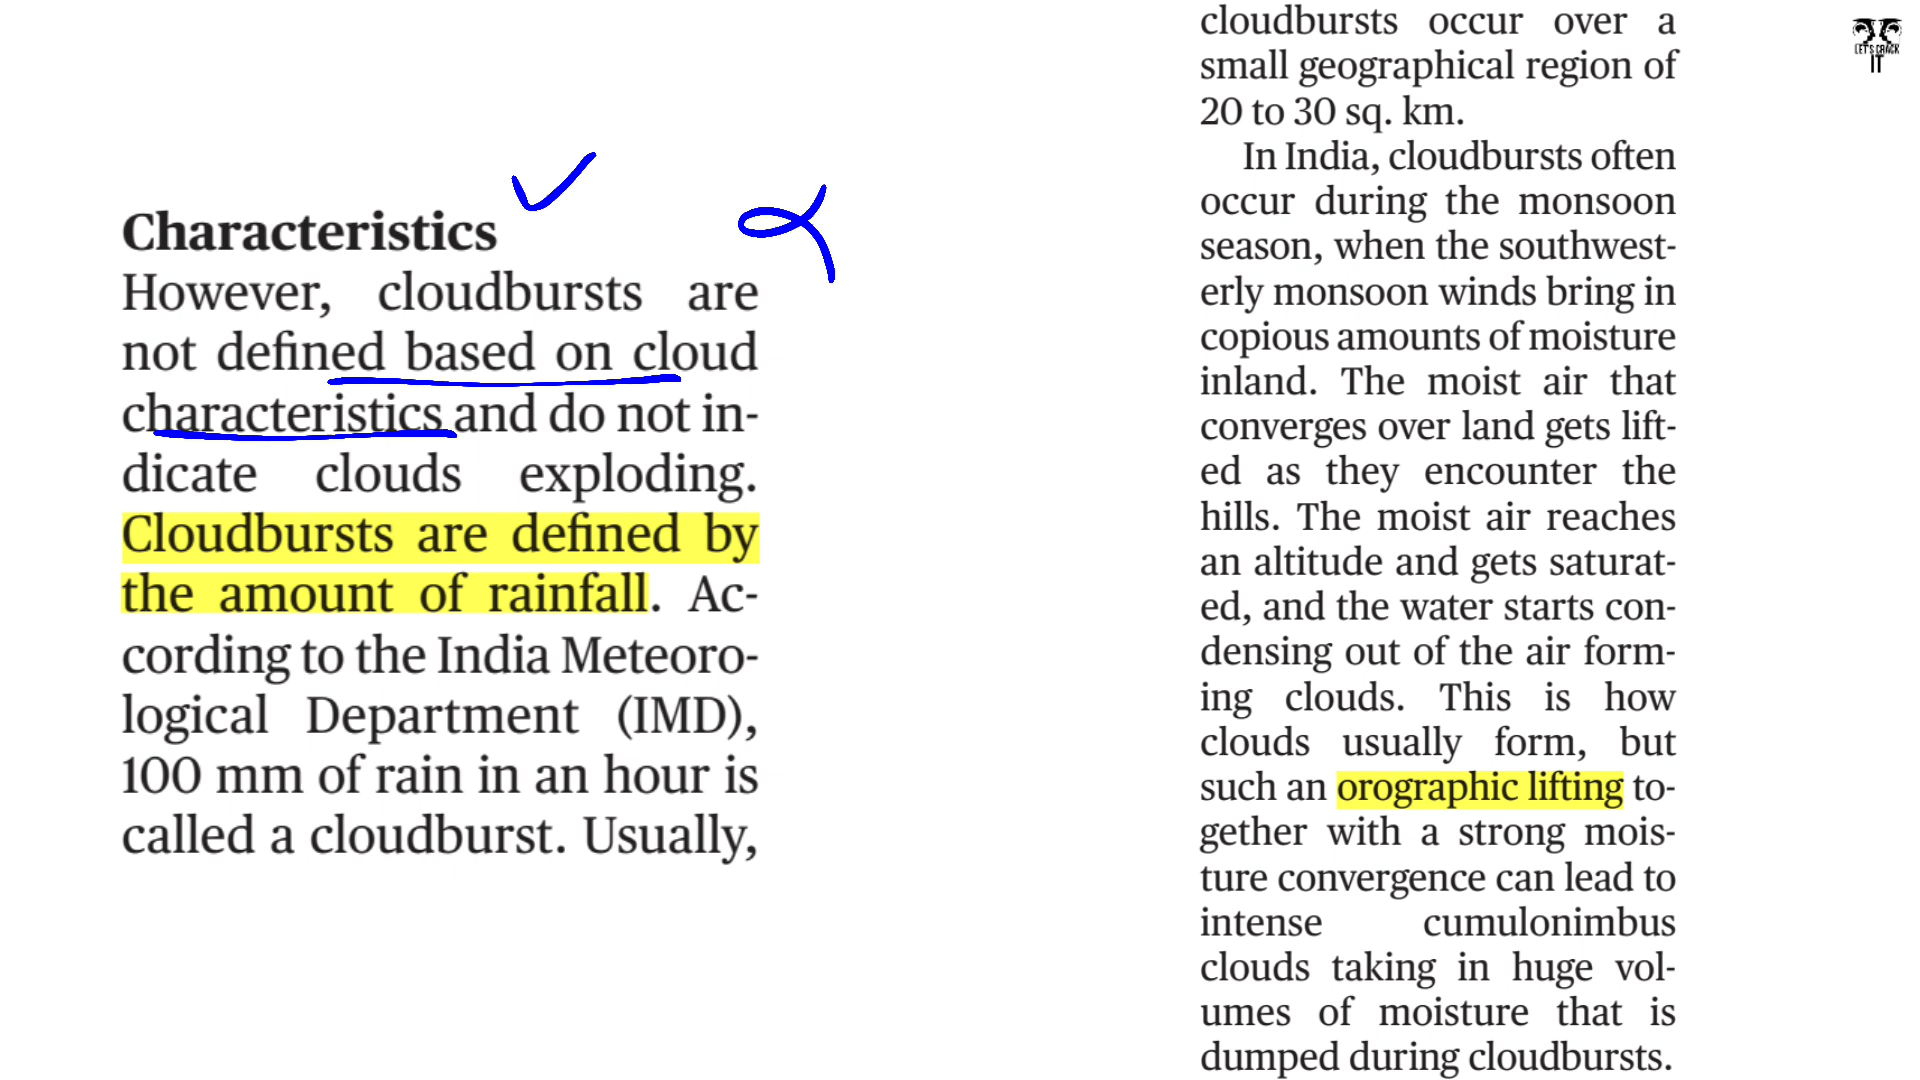 Characteristics
However, cloudbursts are
not defined based on cloud
characteristics and do not in-
dicate clouds exploding.
Cloudbursts are defined by
the amount of rainfall. Ac-
cording to the India Meteoro-
logical Department (IMD),
100 mm of rain in an hour is
called a cloudburst. Usually,
cloudbursts occur over a
small geographical region of
20 to 30 sq. km.
In India, cloudbursts often
occur during the monsoon
season, when the southwest-
erly monsoon winds bring in
copious amounts of moisture
inland. The moist air that
converges over land gets lift-
ed as they encounter the
hills. The moist air reaches
an altitude and gets saturat-
ed, and the water starts con-
densing out of the air form-
ing clouds. This is how
clouds usually form, but
such an orographic lifting to-
gether with a strong mois-
ture convergence can lead to
intense cumulonimbus
clouds taking in huge vol-
umes of moisture that is
dumped during cloudbursts.
LET'S CRACK
IT